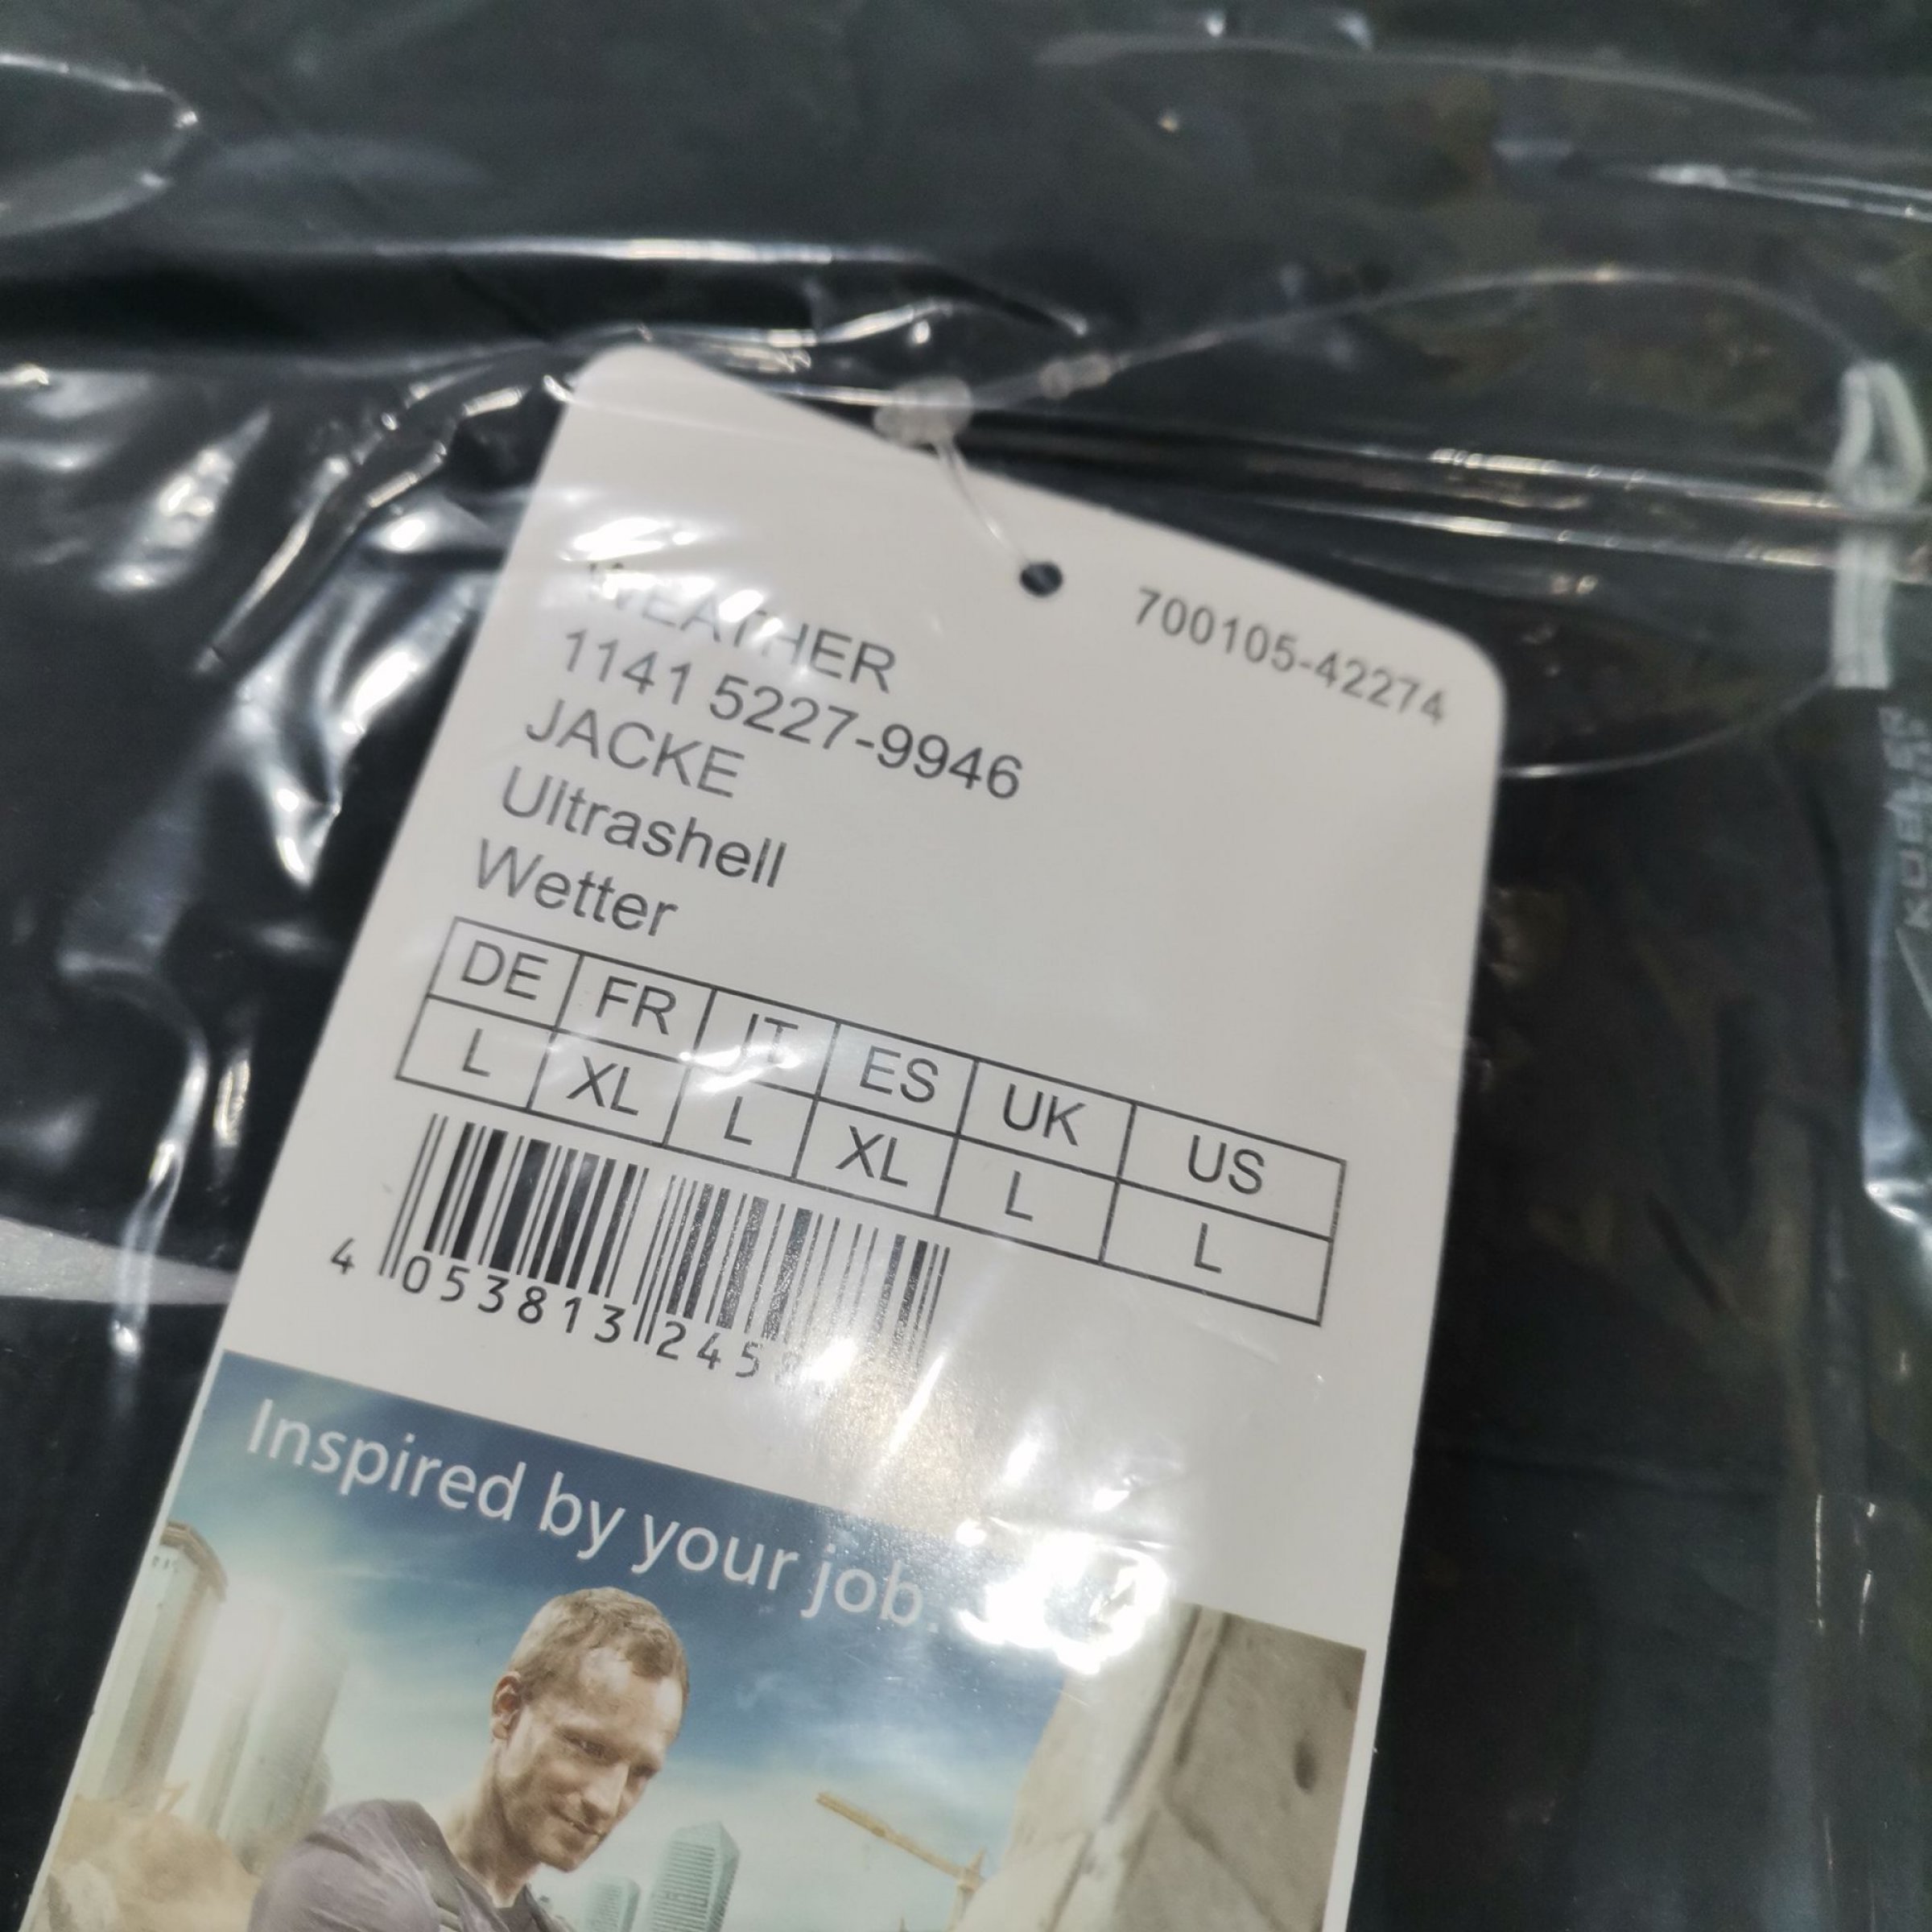 700105-42274
WEATHER
1141 5227-9946
JACKE
Ultrashell
Wetter
DE FR IT ES UK US
L XL L XL L L
4 053813 245
Inspired by your job.